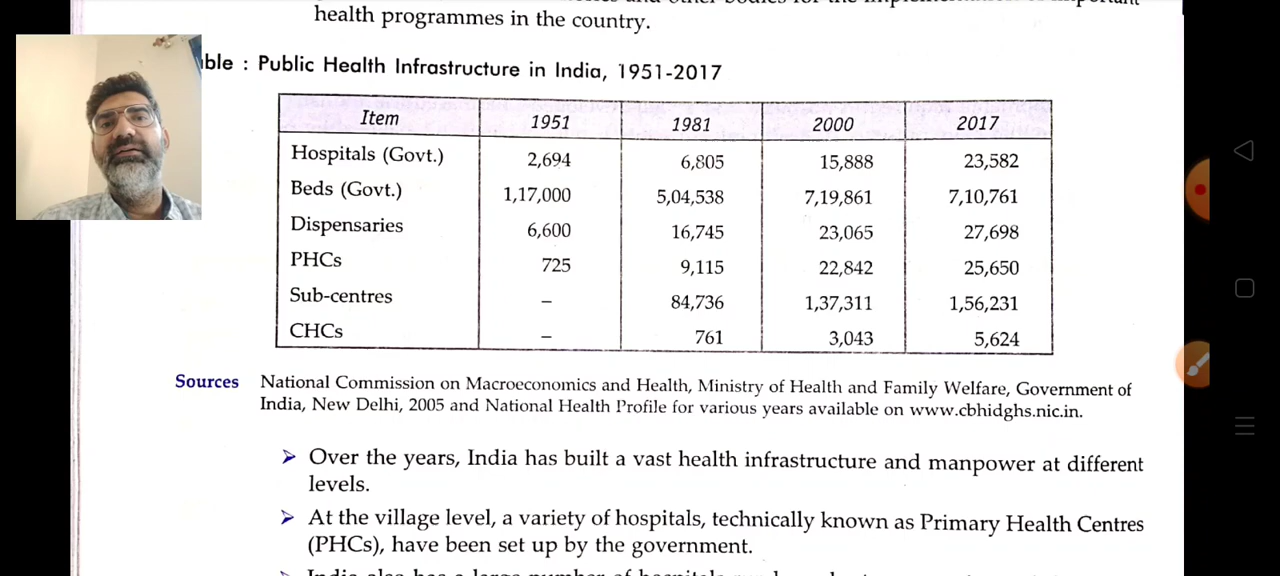 health programmes in the country.
ble : Public Health Infrastructure in India, 1951-2017
Item 1951 1981 2000 2017
Hospitals (Govt.) 2,694 6,805 15,888 23,582
Beds (Govt.) 1,17,000 5,04,538 7,19,861 7,10,761
Dispensaries 6,600 16,745 23,065 27,698
PHCs 725 9,115 22,842 25,650
Sub-centres – 84,736 1,37,311 1,56,231
CHCs – 761 3,043 5,624
Sources National Commission on Macroeconomics and Health, Ministry of Health and Family Welfare, Government of
India, New Delhi, 2005 and National Health Profile for various years available on www.cbhidghs.nic.in.
➤ Over the years, India has built a vast health infrastructure and manpower at different
levels.
➤ At the village level, a variety of hospitals, technically known as Primary Health Centres
(PHCs), have been set up by the government.